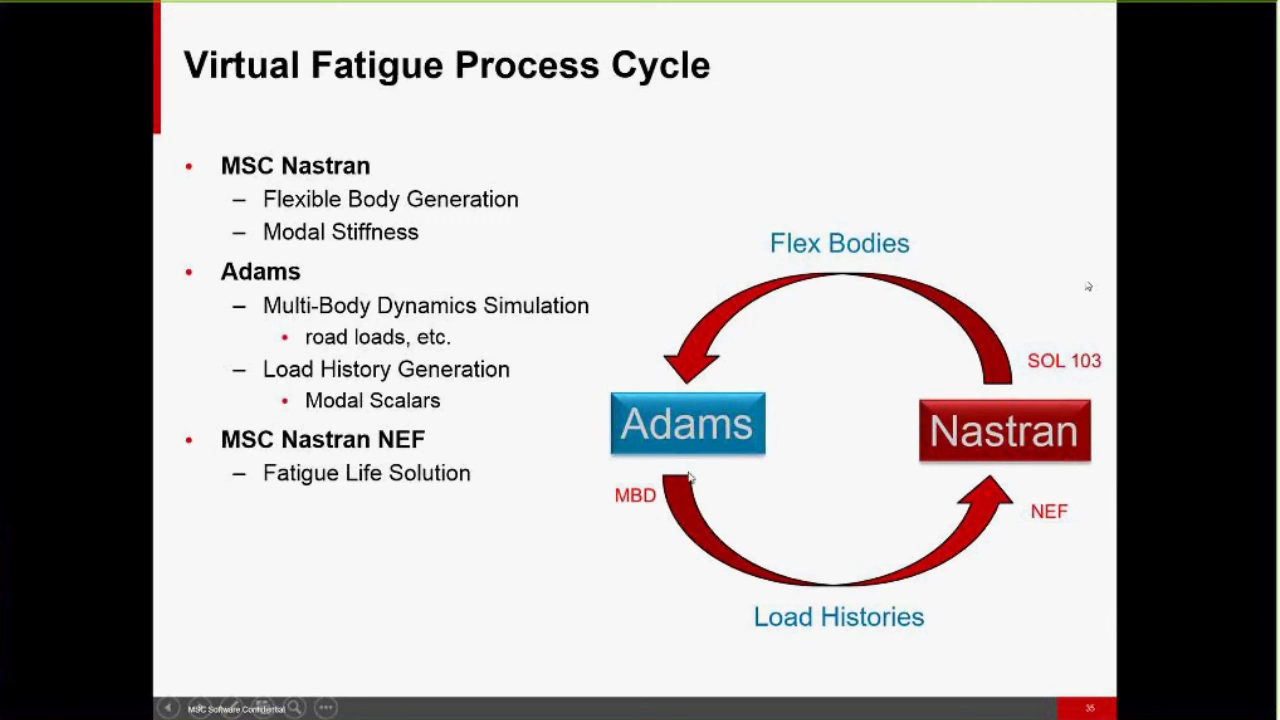 Virtual Fatigue Process Cycle
• MSC Nastran
– Flexible Body Generation
– Modal Stiffness
• Adams
– Multi-Body Dynamics Simulation
• road loads, etc.
– Load History Generation
• Modal Scalars
• MSC Nastran NEF
– Fatigue Life Solution
Flex Bodies
SOL 103
Adams
Nastran
MBD
NEF
Load Histories
MSC Software Confidential
35